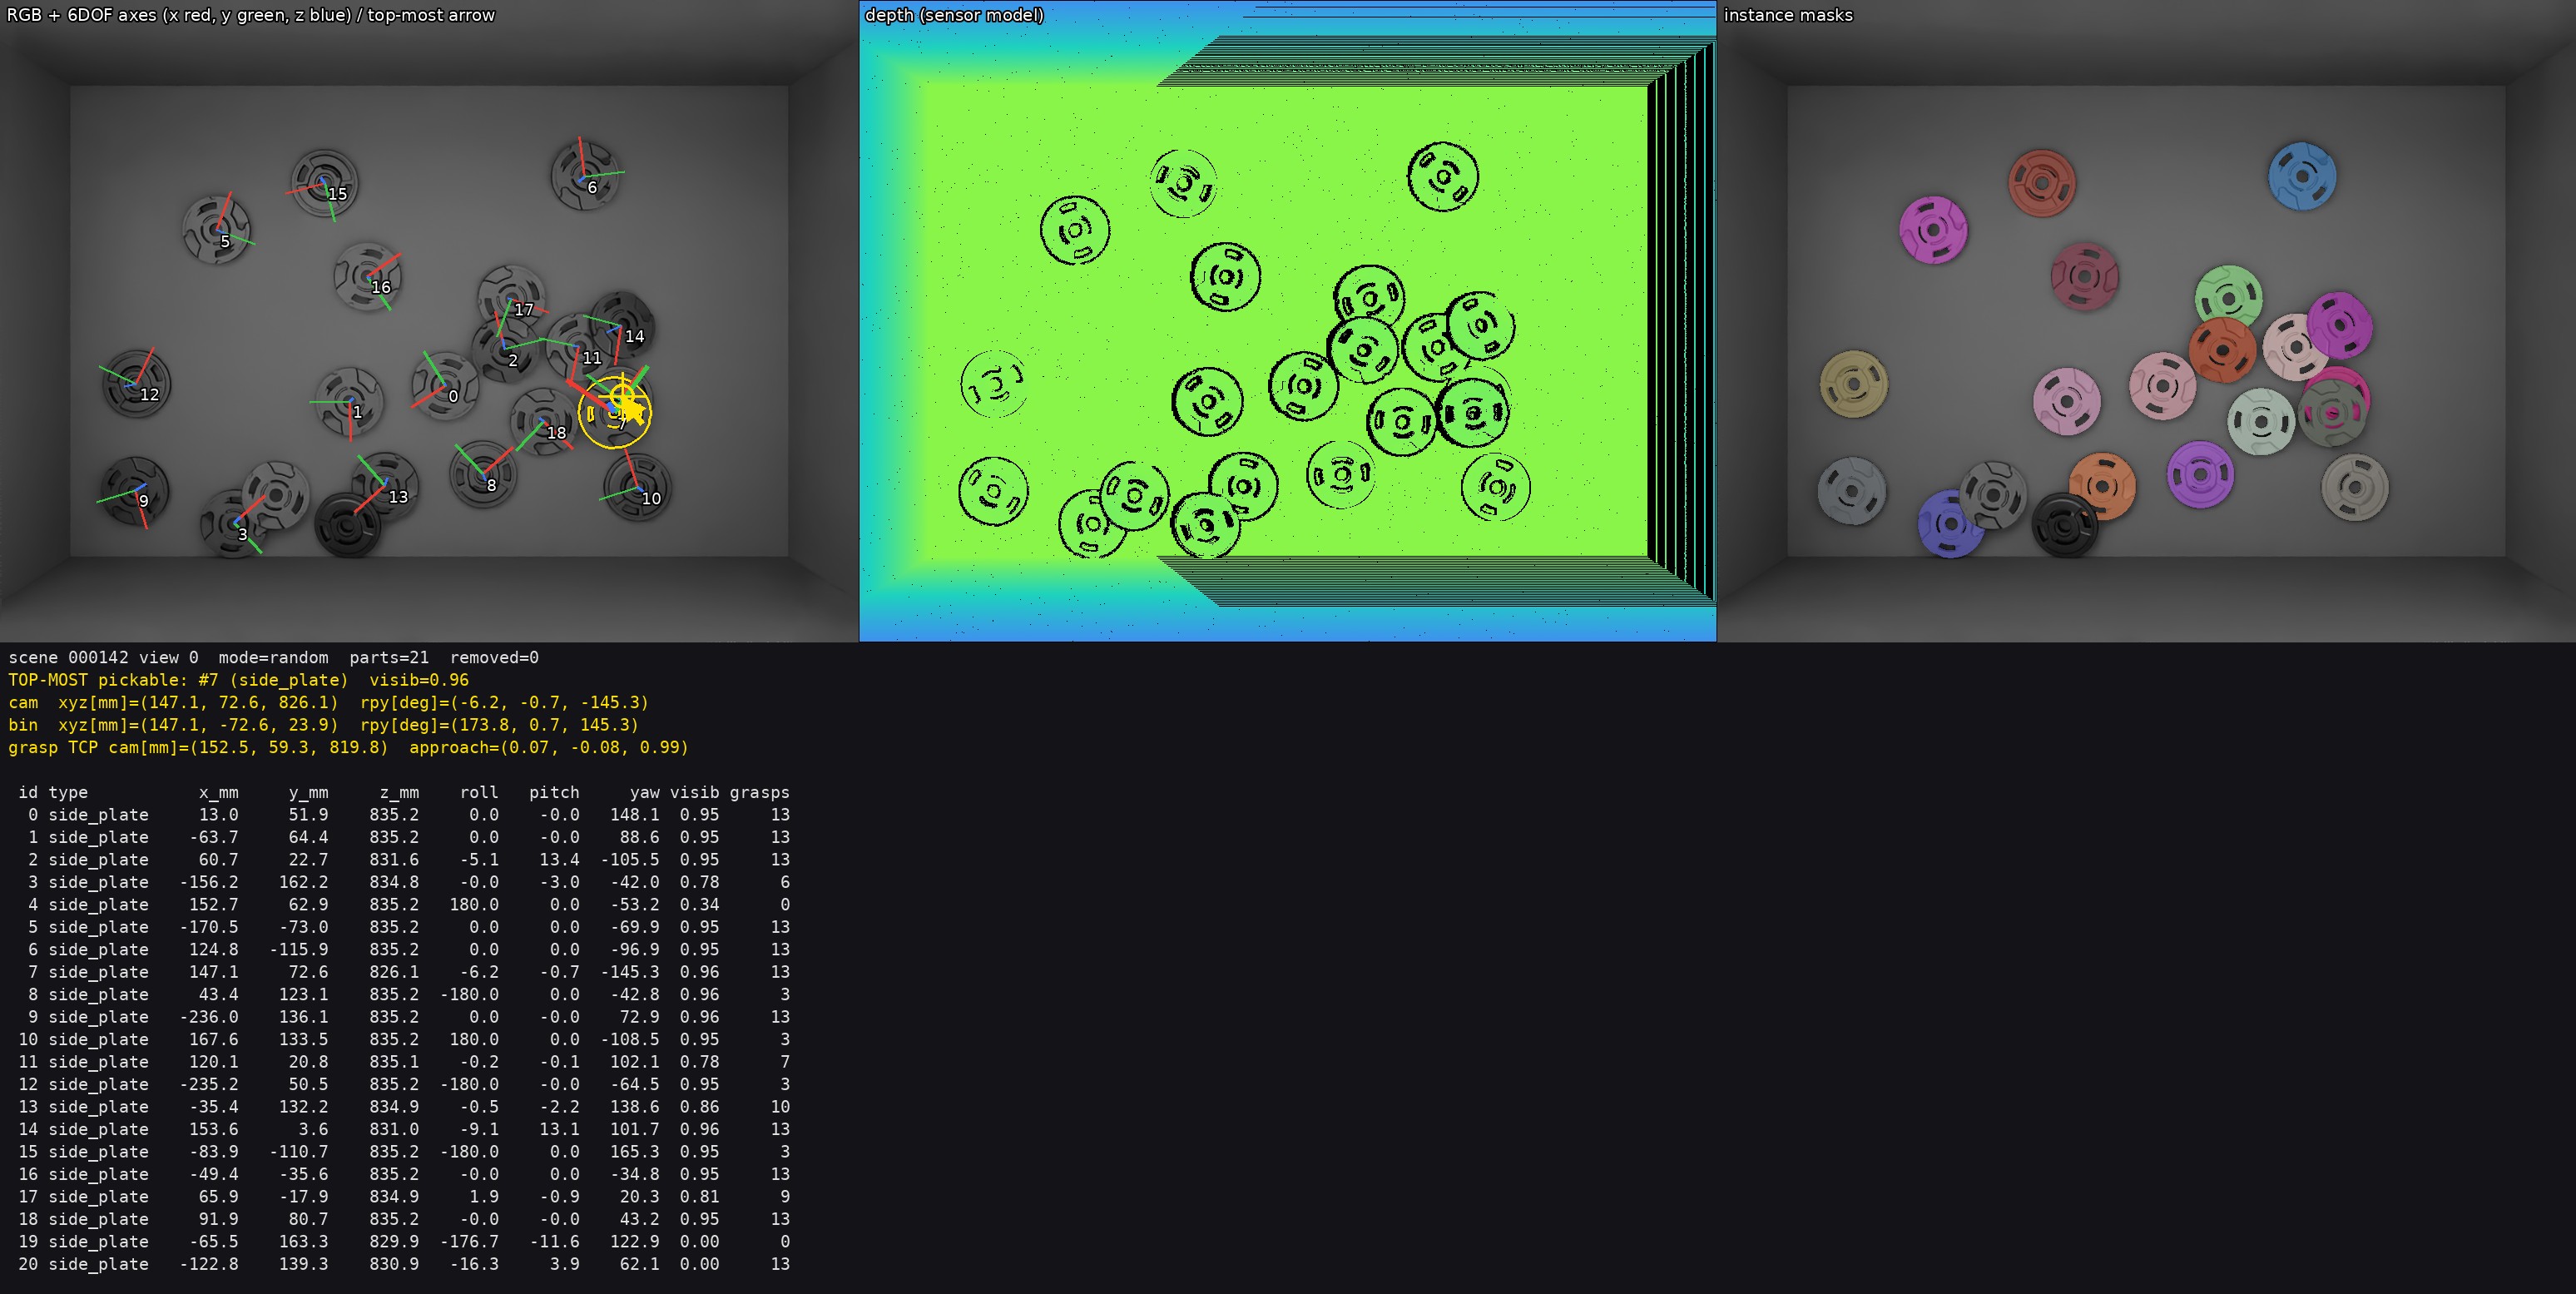 RGB + 6DOF axes (x red, y green, z blue) / top-most arrow
depth (sensor model)
instance masks
15
6
5
16
17
14
2
11
12
0
1
7
18
8
13
9
10
3
scene 000142 view 0  mode=random  parts=21  removed=0
TOP-MOST pickable: #7 (side_plate)  visib=0.96
cam  xyz[mm]=(147.1, 72.6, 826.1)  rpy[deg]=(-6.2, -0.7, -145.3)
bin  xyz[mm]=(147.1, -72.6, 23.9)  rpy[deg]=(173.8, 0.7, 145.3)
grasp TCP cam[mm]=(152.5, 59.3, 819.8)  approach=(0.07, -0.08, 0.99)
id type x_mm y_mm z_mm roll pitch yaw visib grasps
0 side_plate 13.0 51.9 835.2 0.0 -0.0 148.1 0.95 13
1 side_plate -63.7 64.4 835.2 0.0 -0.0 88.6 0.95 13
2 side_plate 60.7 22.7 831.6 -5.1 13.4 -105.5 0.95 13
3 side_plate -156.2 162.2 834.8 -0.0 -3.0 -42.0 0.78 6
4 side_plate 152.7 62.9 835.2 180.0 0.0 -53.2 0.34 0
5 side_plate -170.5 -73.0 835.2 0.0 0.0 -69.9 0.95 13
6 side_plate 124.8 -115.9 835.2 0.0 0.0 -96.9 0.95 13
7 side_plate 147.1 72.6 826.1 -6.2 -0.7 -145.3 0.96 13
8 side_plate 43.4 123.1 835.2 -180.0 0.0 -42.8 0.96 3
9 side_plate -236.0 136.1 835.2 0.0 -0.0 72.9 0.96 13
10 side_plate 167.6 133.5 835.2 180.0 0.0 -108.5 0.95 3
11 side_plate 120.1 20.8 835.1 -0.2 -0.1 102.1 0.78 7
12 side_plate -235.2 50.5 835.2 -180.0 -0.0 -64.5 0.95 3
13 side_plate -35.4 132.2 834.9 -0.5 -2.2 138.6 0.86 10
14 side_plate 153.6 3.6 831.0 -9.1 13.1 101.7 0.96 13
15 side_plate -83.9 -110.7 835.2 -180.0 0.0 165.3 0.95 3
16 side_plate -49.4 -35.6 835.2 -0.0 0.0 -34.8 0.95 13
17 side_plate 65.9 -17.9 834.9 1.9 -0.9 20.3 0.81 9
18 side_plate 91.9 80.7 835.2 -0.0 -0.0 43.2 0.95 13
19 side_plate -65.5 163.3 829.9 -176.7 -11.6 122.9 0.00 0
20 side_plate -122.8 139.3 830.9 -16.3 3.9 62.1 0.00 13